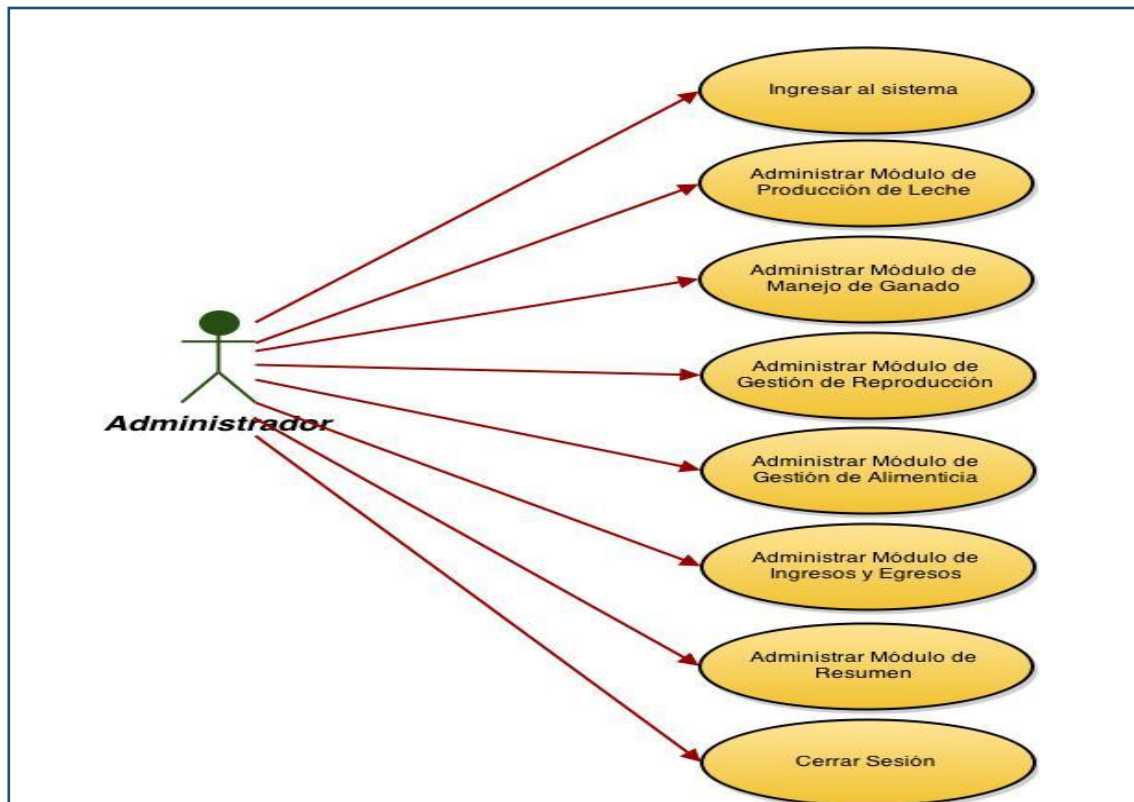 Ingresar al sistema
Administrar Módulo de
Producción de Leche
Administrar Módulo de
Manejo de Ganado
Administrar Módulo de
Gestión de Reproducción
Administrador
Administrar Módulo de
Gestión de Alimenticia
Administrar Módulo de
Ingresos y Egresos
Administrar Módulo de
Resumen
Cerrar Sesión